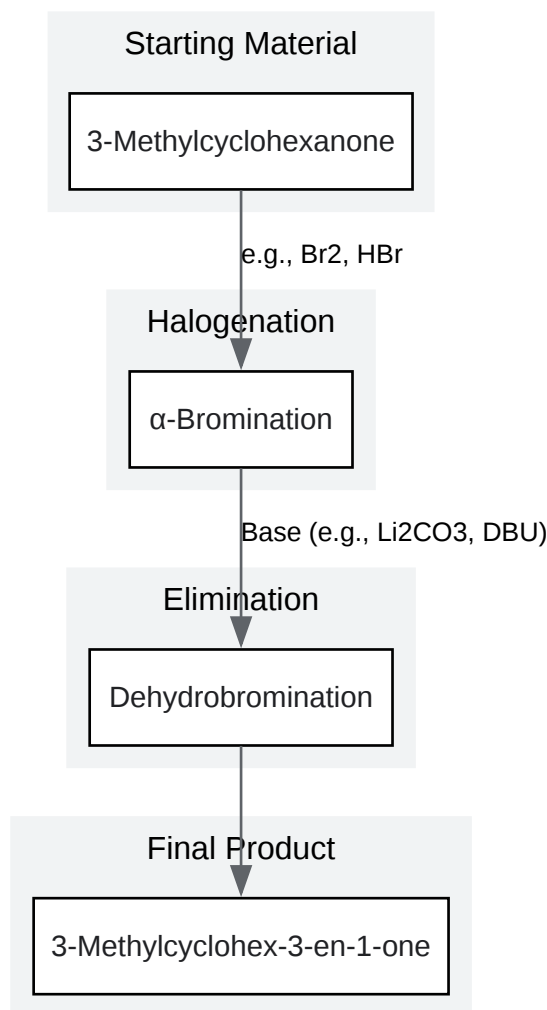 Starting Material
3-Methylcyclohexanone
e.g., Br2, HBr
Halogenation
α-Bromination
Base (e.g., Li2CO3, DBU)
Elimination
Dehydrobromination
Final Product
3-Methylcyclohex-3-en-1-one